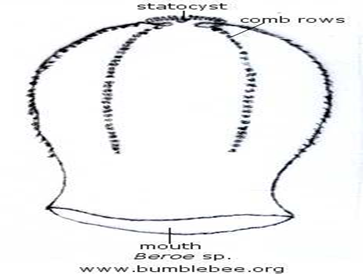 statocyst
comb rows
mouth
Beroe sp.
www.bumblebee.org